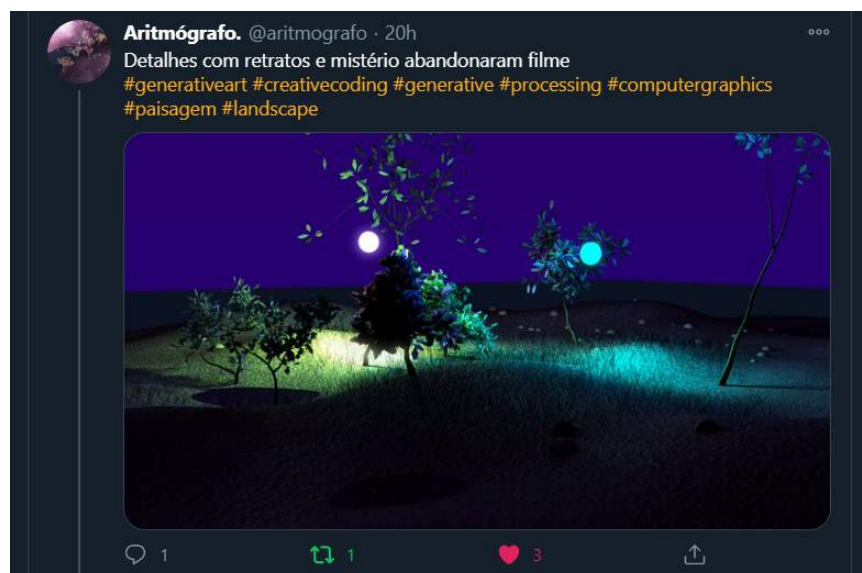 Aritmógrafo. @aritmografo · 20h
Detalhes com retratos e mistério abandonaram filme
#generativeart #creativecoding #generative #processing #computergraphics
#paisagem #landscape
1 1 3